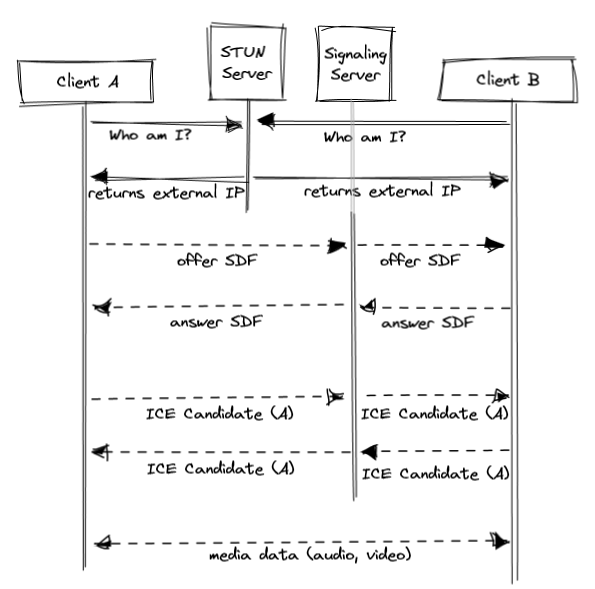 Client A
STUN
Server
Signaling
Server
Client B
Who am I?
Who am I?
returns external IP
returns external IP
offer SDF
offer SDF
answer SDF
answer SDF
ICE Candidate (A)
ICE Candidate (A)
ICE Candidate (A)
ICE Candidate (A)
media data (audio, video)